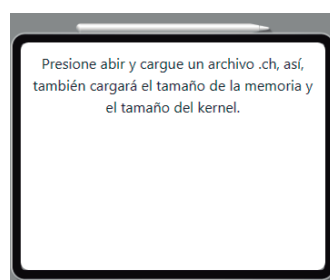 Presione abir y cargue un archivo .ch, así,
también cargará el tamaño de la memoria y
el tamaño del kernel.